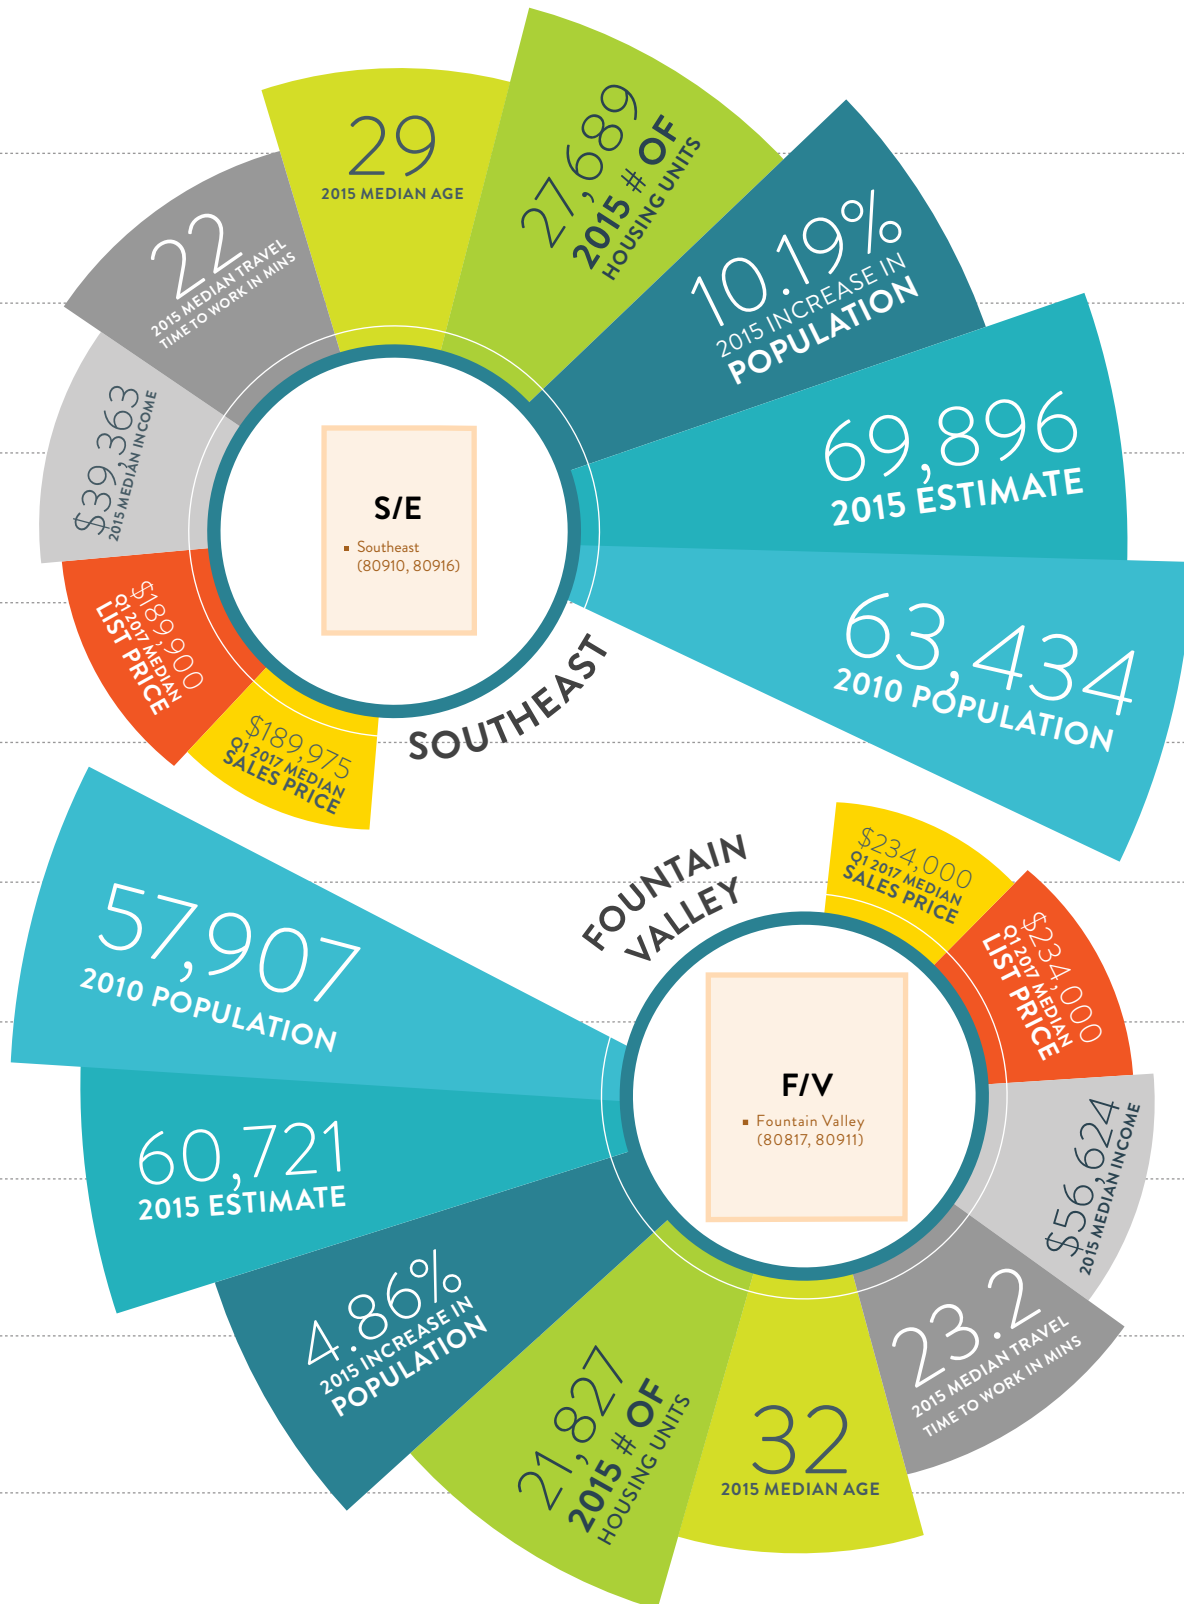 29
2015 MEDIAN AGE
27,689
2015 # OF
HOUSING UNITS
10.19%
2015 INCREASE IN
POPULATION
69,896
2015 ESTIMATE
63,434
2010 POPULATION
22
2015 MEDIAN TRAVEL
TIME TO WORK IN MINS
$39,363
2015 MEDIAN INCOME
$189,900
Q1 2017 MEDIAN
LIST PRICE
$189,975
Q1 2017 MEDIAN
SALES PRICE
S/E
▪ Southeast
(80910, 80916)
SOUTHEAST
FOUNTAIN
VALLEY
$234,000
Q1 2017 MEDIAN
SALES PRICE
$234,000
Q1 2017 MEDIAN
LIST PRICE
$56,624
2015 MEDIAN INCOME
23.2
2015 MEDIAN TRAVEL
TIME TO WORK IN MINS
32
2015 MEDIAN AGE
21,827
2015 # OF
HOUSING UNITS
4.86%
2015 INCREASE IN
POPULATION
60,721
2015 ESTIMATE
57,907
2010 POPULATION
F/V
▪ Fountain Valley
(80817, 80911)